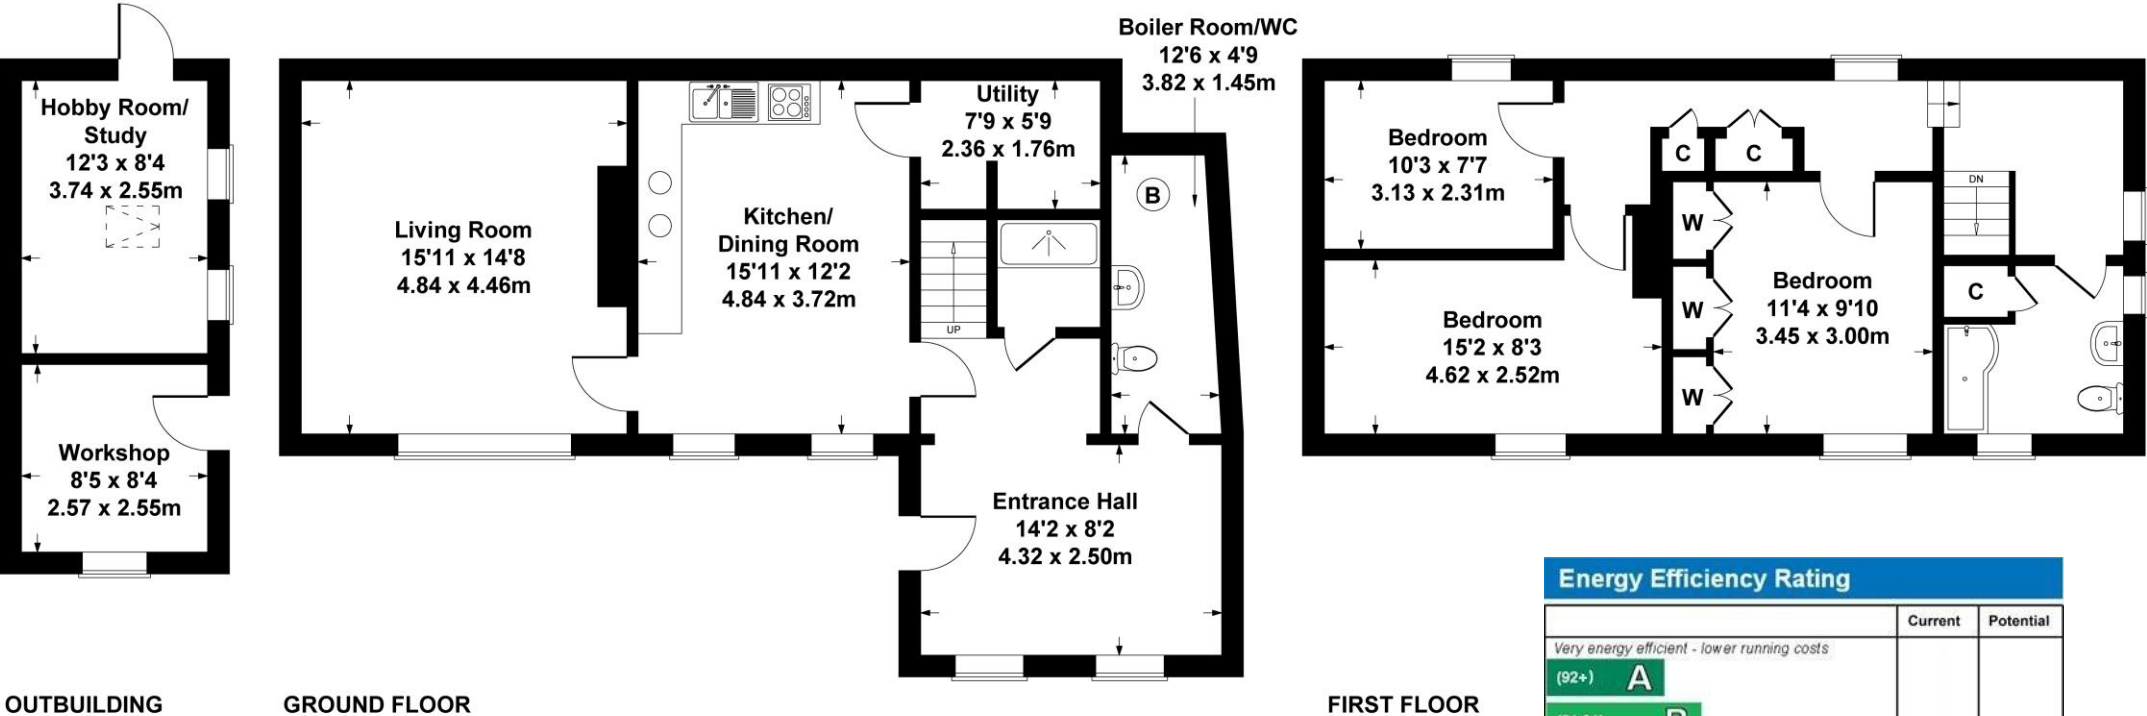 Hobby Room/
Study
12'3 x 8'4
3.74 x 2.55m
Workshop
8'5 x 8'4
2.57 x 2.55m
OUTBUILDING
Living Room
15'11 x 14'8
4.84 x 4.46m
Kitchen/
Dining Room
15'11 x 12'2
4.84 x 3.72m
Utility
7'9 x 5'9
2.36 x 1.76m
Boiler Room/WC
12'6 x 4'9
3.82 x 1.45m
B
UP
Entrance Hall
14'2 x 8'2
4.32 x 2.50m
GROUND FLOOR
Bedroom
10'3 x 7'7
3.13 x 2.31m
C
C
W
W
W
Bedroom
15'2 x 8'3
4.62 x 2.52m
Bedroom
11'4 x 9'10
3.45 x 3.00m
DN
C
FIRST FLOOR
Energy Efficiency Rating
Current
Potential
Very energy efficient - lower running costs
(92+) A
B